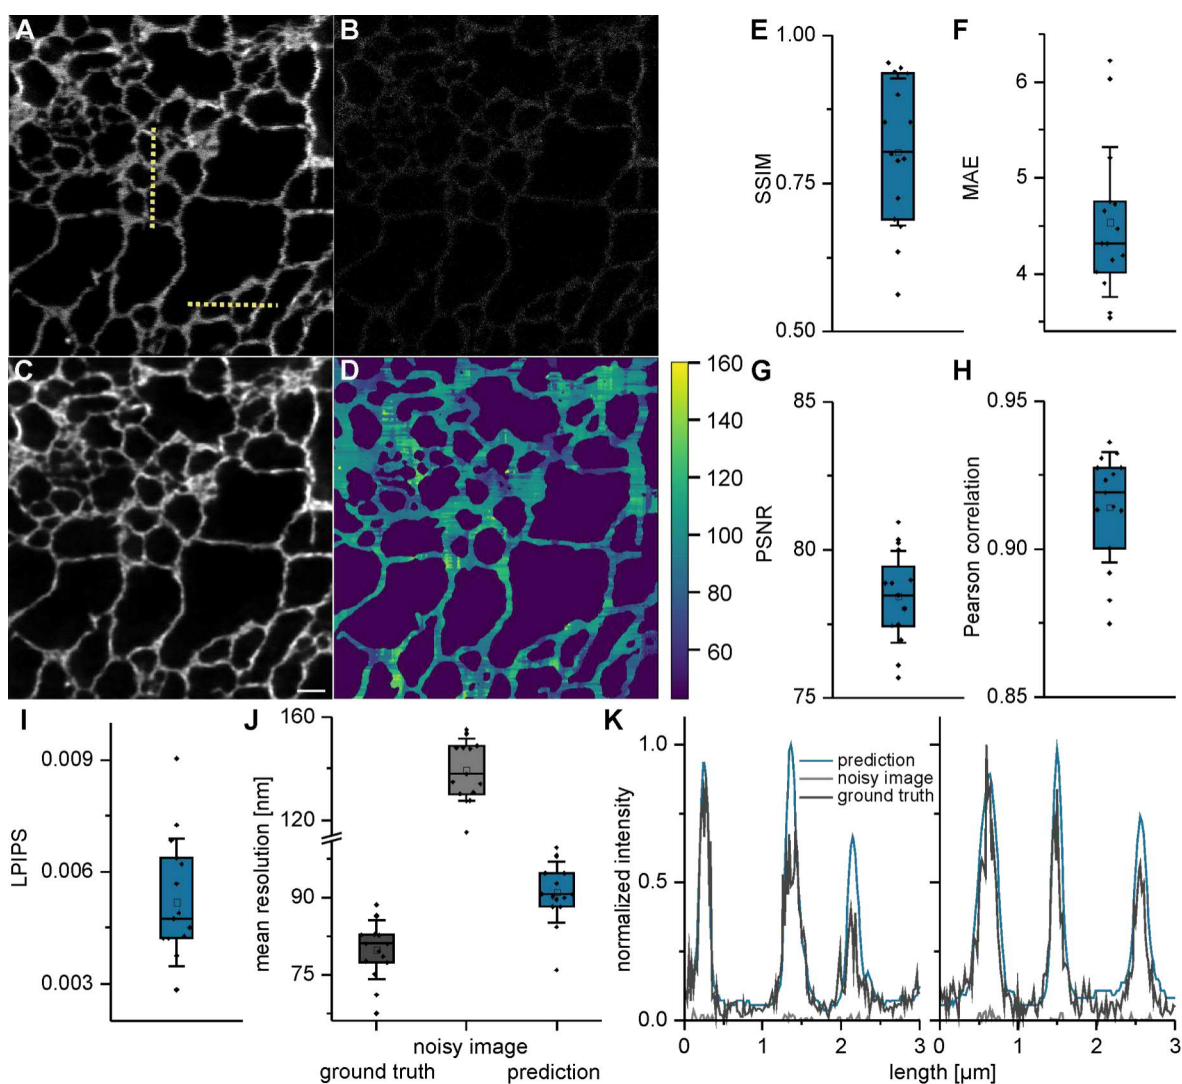 A
B
C
D
160
140
120
100
80
60
PSNR
E
1.00
0.75
0.50
SSIM
F
6
5
4
MAE
G
85
80
75
H
0.95
0.90
0.85
Pearson correlation
I
0.009
0.006
0.003
LPIPS
J
160
120
90
75
mean resolution [nm]
noisy image
ground truth
prediction
K
1.0
0.5
0.0
normalized intensity
prediction
noisy image
ground truth
0
1
2
0
1
2
3
length [µm]